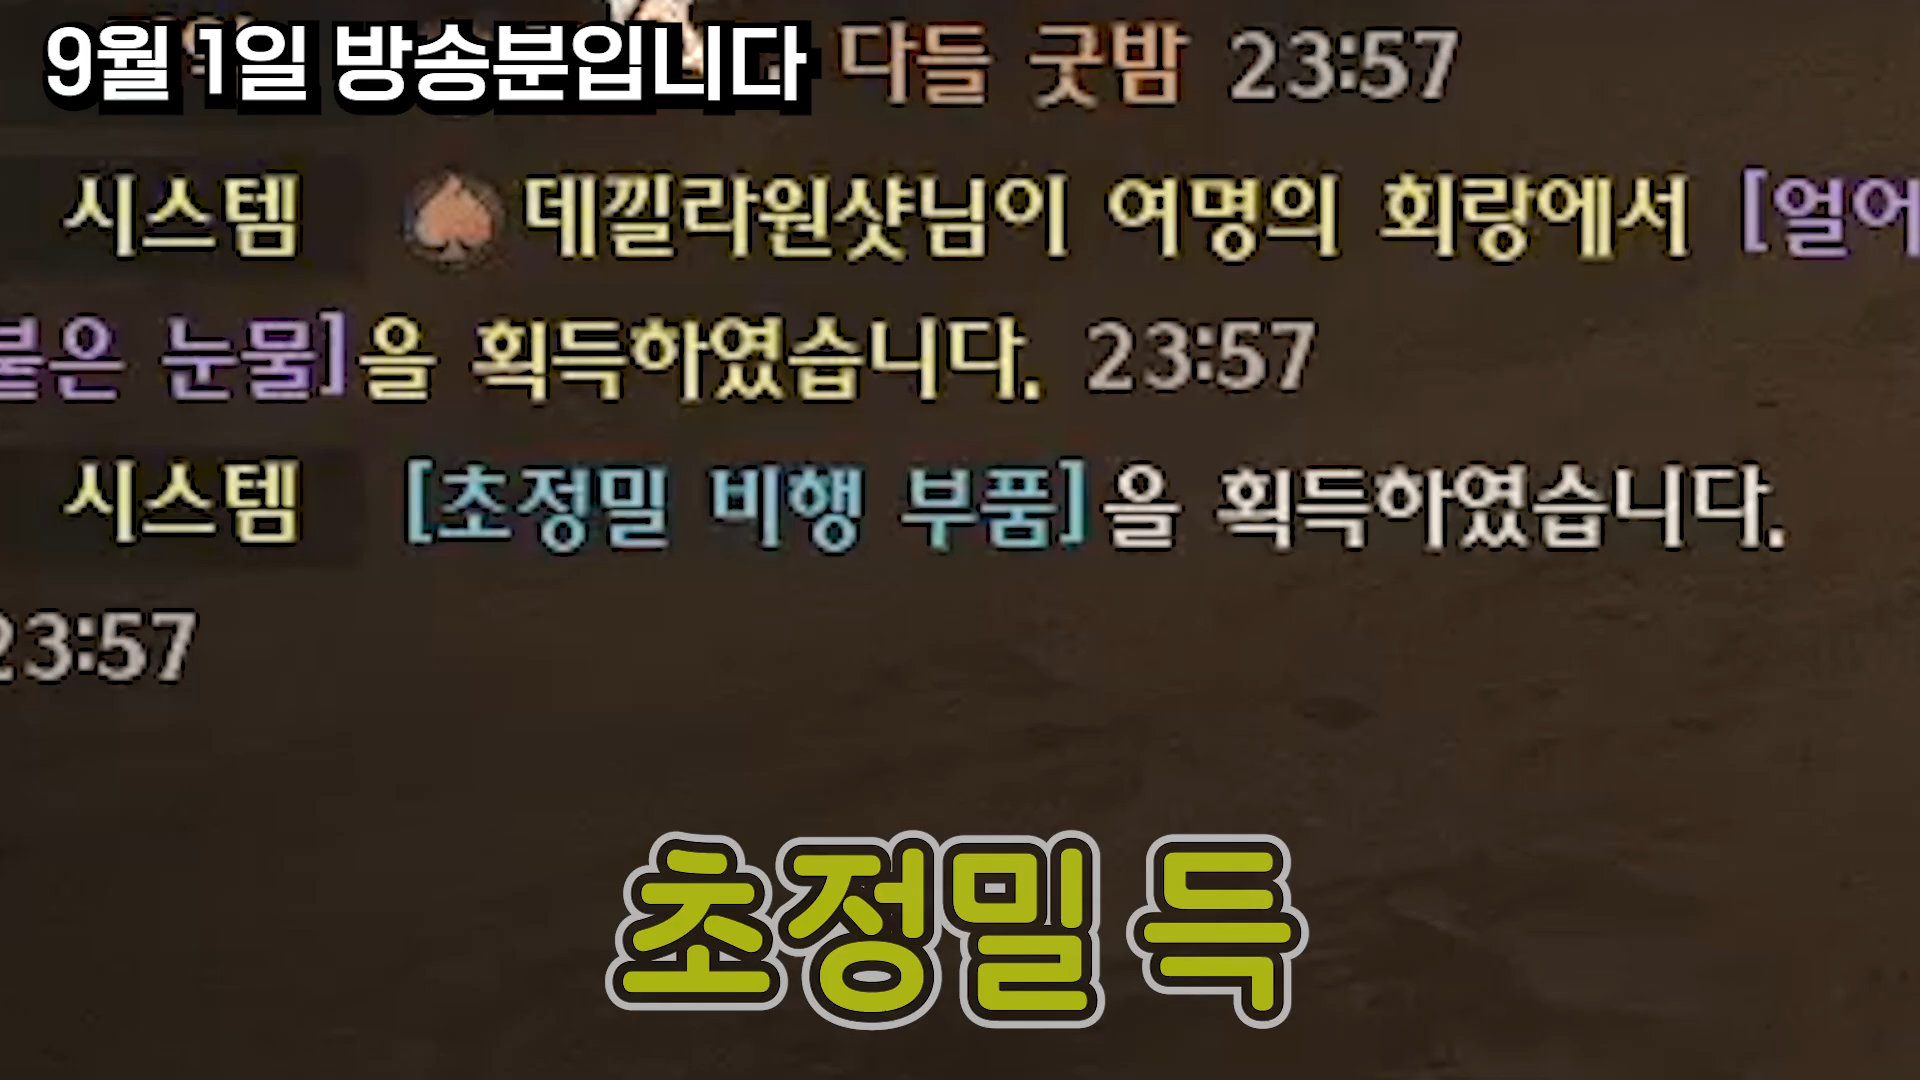 9월 1일 방송분입니다
다들 굿밤 23:57
시스템 데낄라원샷님이 여명의 회랑에서 [얼어
붙은 눈물]을 획득하였습니다. 23:57
시스템 [초정밀 비행 부품]을 획득하였습니다.
23:57
초정밀 득